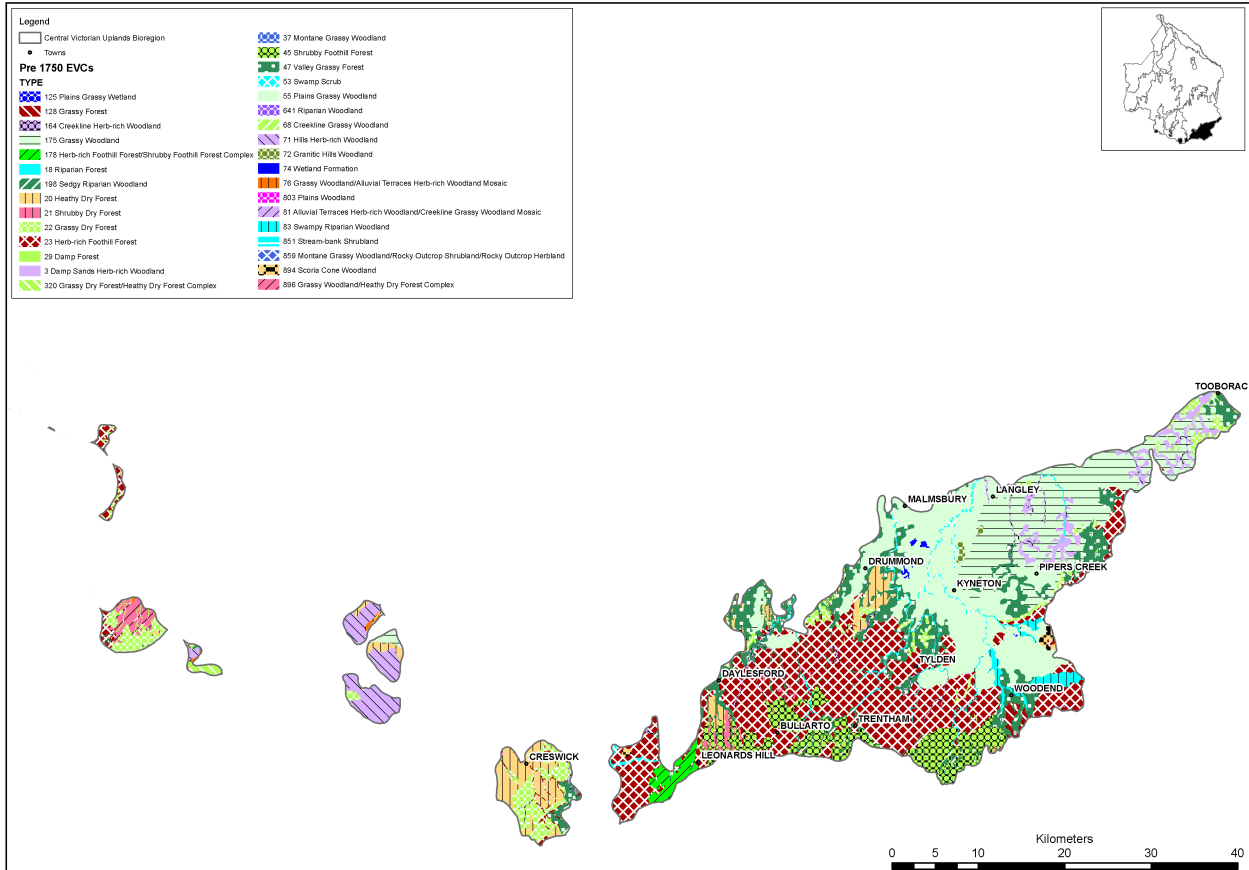 Legend
Central Victorian Uplands Bioregion
Towns
Pre 1750 EVCs
TYPE
125 Plains Grassy Wetland
128 Grassy Forest
164 Creekline Herb-rich Woodland
175 Grassy Woodland
178 Herb-rich Foothill Forest/Shrubby Foothill Forest Complex
18 Riparian Forest
198 Sedgy Riparian Woodland
20 Heathy Dry Forest
21 Shrubby Dry Forest
22 Grassy Dry Forest
23 Herb-rich Foothill Forest
29 Damp Forest
3 Damp Sands Herb-rich Woodland
320 Grassy Dry Forest/Heathy Dry Forest Complex
37 Montane Grassy Woodland
45 Shrubby Foothill Forest
47 Valley Grassy Forest
53 Swamp Scrub
55 Plains Grassy Woodland
641 Riparian Woodland
68 Creekline Grassy Woodland
71 Hills Herb-rich Woodland
72 Granitic Hills Woodland
74 Wetland Formation
76 Grassy Woodland/Alluvial Terraces Herb-rich Woodland Mosaic
803 Plains Woodland
81 Alluvial Terraces Herb-rich Woodland/Creekline Grassy Woodland Mosaic
83 Swampy Riparian Woodland
851 Stream-bank Shrubland
859 Montane Grassy Woodland/Rocky Outcrop Shrubland/Rocky Outcrop Herbland
894 Scoria Cone Woodland
896 Grassy Woodland/Heathy Dry Forest Complex
TOOBORAC
LANGLEY
MALMSBURY
DRUMMOND
PIPERS CREEK
KYNETON
TYLDEN
DAYLESFORD
WOODEND
TRENTHAM
BULLARTO
LEONARDS HILL
CRESWICK
Kilometers
0 5 10 20 30 40